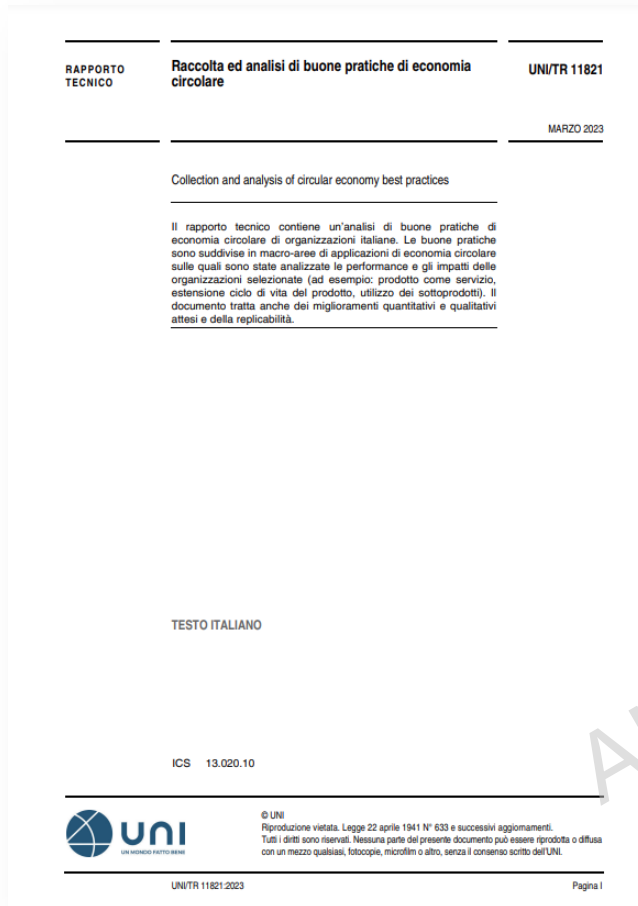 RAPPORTO
TECNICO
Raccolta ed analisi di buone pratiche di economia
circolare
UNI/TR 11821
MARZO 2023
Collection and analysis of circular economy best practices
Il rapporto tecnico contiene un'analisi di buone pratiche di
economia circolare di organizzazioni italiane. Le buone pratiche
sono suddivise in macro-aree di applicazioni di economia circolare
sulle quali sono state analizzate le performance e gli impatti delle
organizzazioni selezionate (ad esempio: prodotto come servizio,
estensione ciclo di vita del prodotto, utilizzo dei sottoprodotti). Il
documento tratta anche dei miglioramenti quantitativi e qualitativi
attesi e della replicabilità.
TESTO ITALIANO
ICS 13.020.10
UNI
UN MONDO FATTO BENE
© UNI
Riproduzione vietata. Legge 22 aprile 1941 N° 633 e successivi aggiornamenti.
Tutti i diritti sono riservati. Nessuna parte del presente documento può essere riprodotta o diffusa
con un mezzo qualsiasi, fotocopie, microfilm o altro, senza il consenso scritto dell'UNI.
UNI/TR 11821:2023
Pagina I